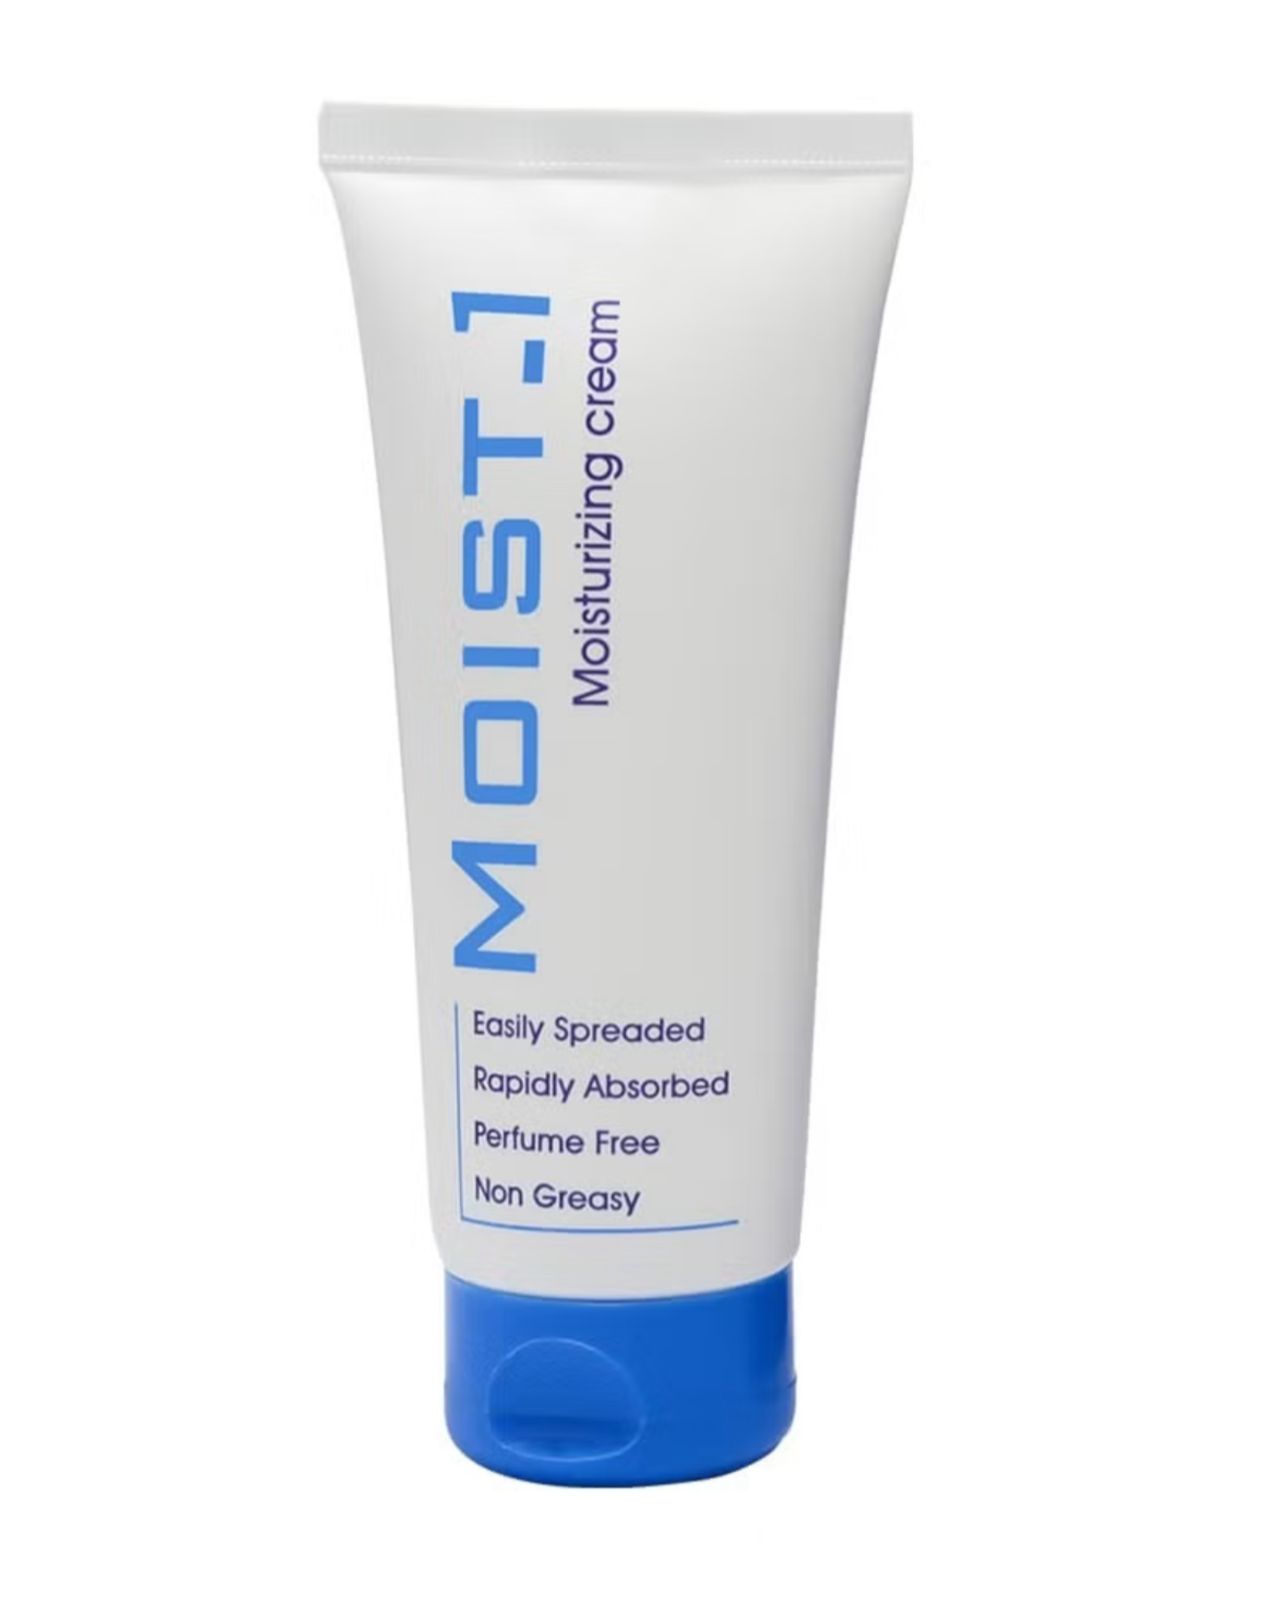 MOIST-1
Moisturizing cream
Easily Spreaded
Rapidly Absorbed
Perfume Free
Non Greasy